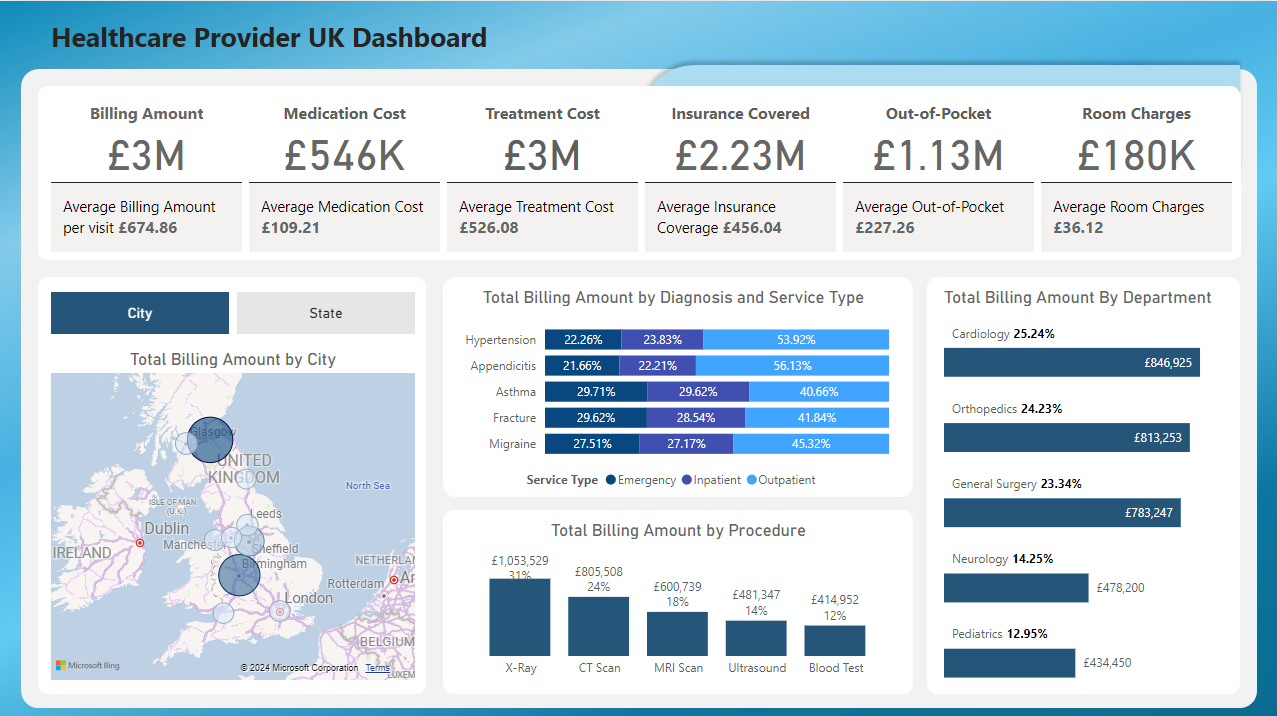 Healthcare Provider UK Dashboard
Billing Amount
£3M
Average Billing Amount
per visit £674.86
Medication Cost
£546K
Average Medication Cost
£109.21
Treatment Cost
£3M
Average Treatment Cost
£526.08
Insurance Covered
£2.23M
Average Insurance
Coverage £456.04
Out-of-Pocket
£1.13M
Average Out-of-Pocket
£227.26
Room Charges
£180K
Average Room Charges
£36.12
City
State
Total Billing Amount by City
Glasgow
UNITED
KINGDOM
North Sea
ISLE OF MAN
(U.K.)
Leeds
Dublin
Manchester
Sheffield
IRELAND
Birmingham
NETHERLAN
Rotterdam
Am
London
BELGIUM
Microsoft Bing
© 2024 Microsoft Corporation Terms
LUXEM
Total Billing Amount by Diagnosis and Service Type
Hypertension 22.26% 23.83% 53.92%
Appendicitis 21.66% 22.21% 56.13%
Asthma 29.71% 29.62% 40.66%
Fracture 29.62% 28.54% 41.84%
Migraine 27.51% 27.17% 45.32%
Service Type Emergency Inpatient Outpatient
Total Billing Amount by Procedure
£1,053,529
31%
£805,508
24%
£600,739
18%
£481,347
14%
£414,952
12%
X-Ray CT Scan MRI Scan Ultrasound Blood Test
Total Billing Amount By Department
Cardiology 25.24%
£846,925
Orthopedics 24.23%
£813,253
General Surgery 23.34%
£783,247
Neurology 14.25%
£478,200
Pediatrics 12.95%
£434,450